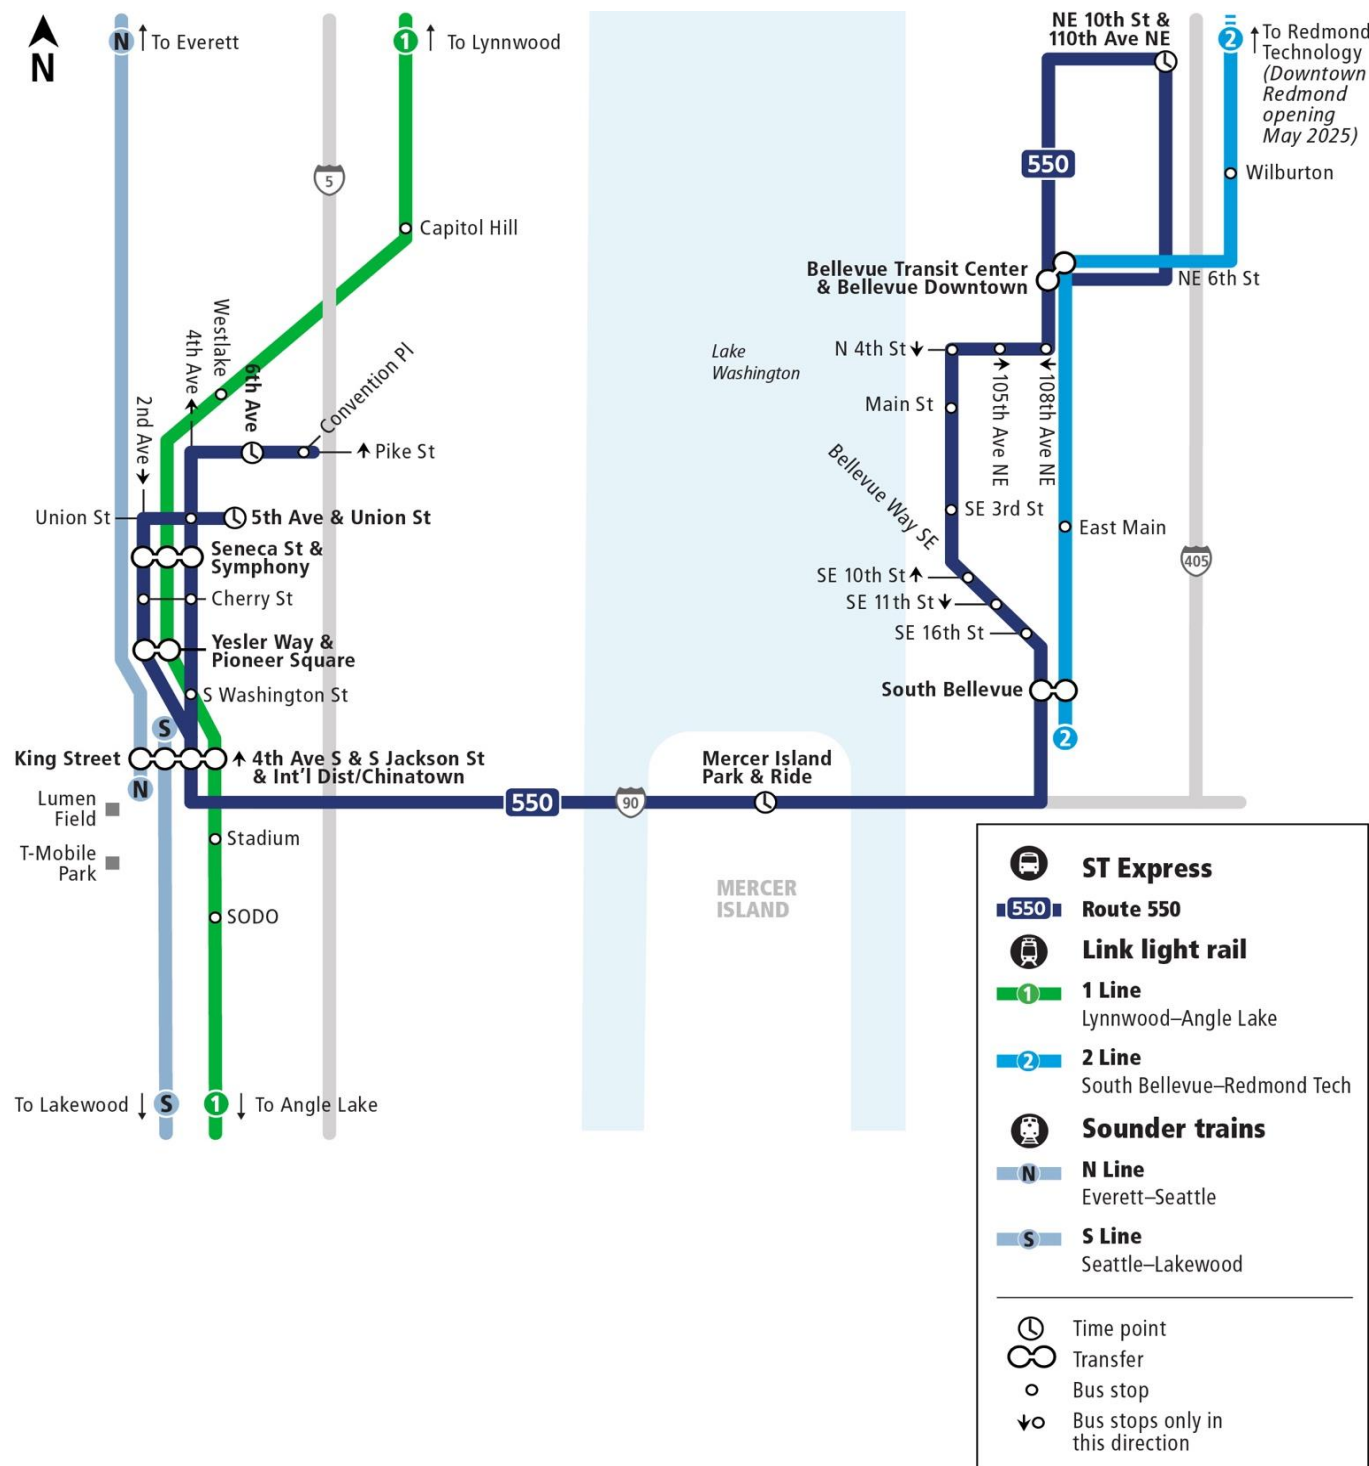 N
N
To Everett
1
To Lynnwood
NE 10th St &
110th Ave NE
2
To Redmond
Technology
(Downtown
Redmond
opening
May 2025)
5
550
Wilburton
Capitol Hill
Bellevue Transit Center
& Bellevue Downtown
NE 6th St
Westlake
4th Ave
6th Ave
2nd Ave
Convention Pl
Lake
Washington
N 4th St
105th Ave NE
108th Ave NE
Main St
Pike St
Bellevue Way SE
Union St
5th Ave & Union St
SE 3rd St
East Main
Seneca St &
Symphony
405
SE 10th St
Cherry St
SE 11th St
SE 16th St
Yesler Way &
Pioneer Square
South Bellevue
S Washington St
S
2
King Street
4th Ave S & S Jackson St
& Int'l Dist/Chinatown
Mercer Island
Park & Ride
N
550
90
Lumen
Field
Stadium
T-Mobile
Park
MERCER
ISLAND
SODO
To Lakewood
S
1
To Angle Lake
ST Express
550
Route 550
Link light rail
1
1 Line
Lynnwood–Angle Lake
2
2 Line
South Bellevue–Redmond Tech
Sounder trains
N
N Line
Everett–Seattle
S
S Line
Seattle–Lakewood
Time point
Transfer
Bus stop
Bus stops only in
this direction